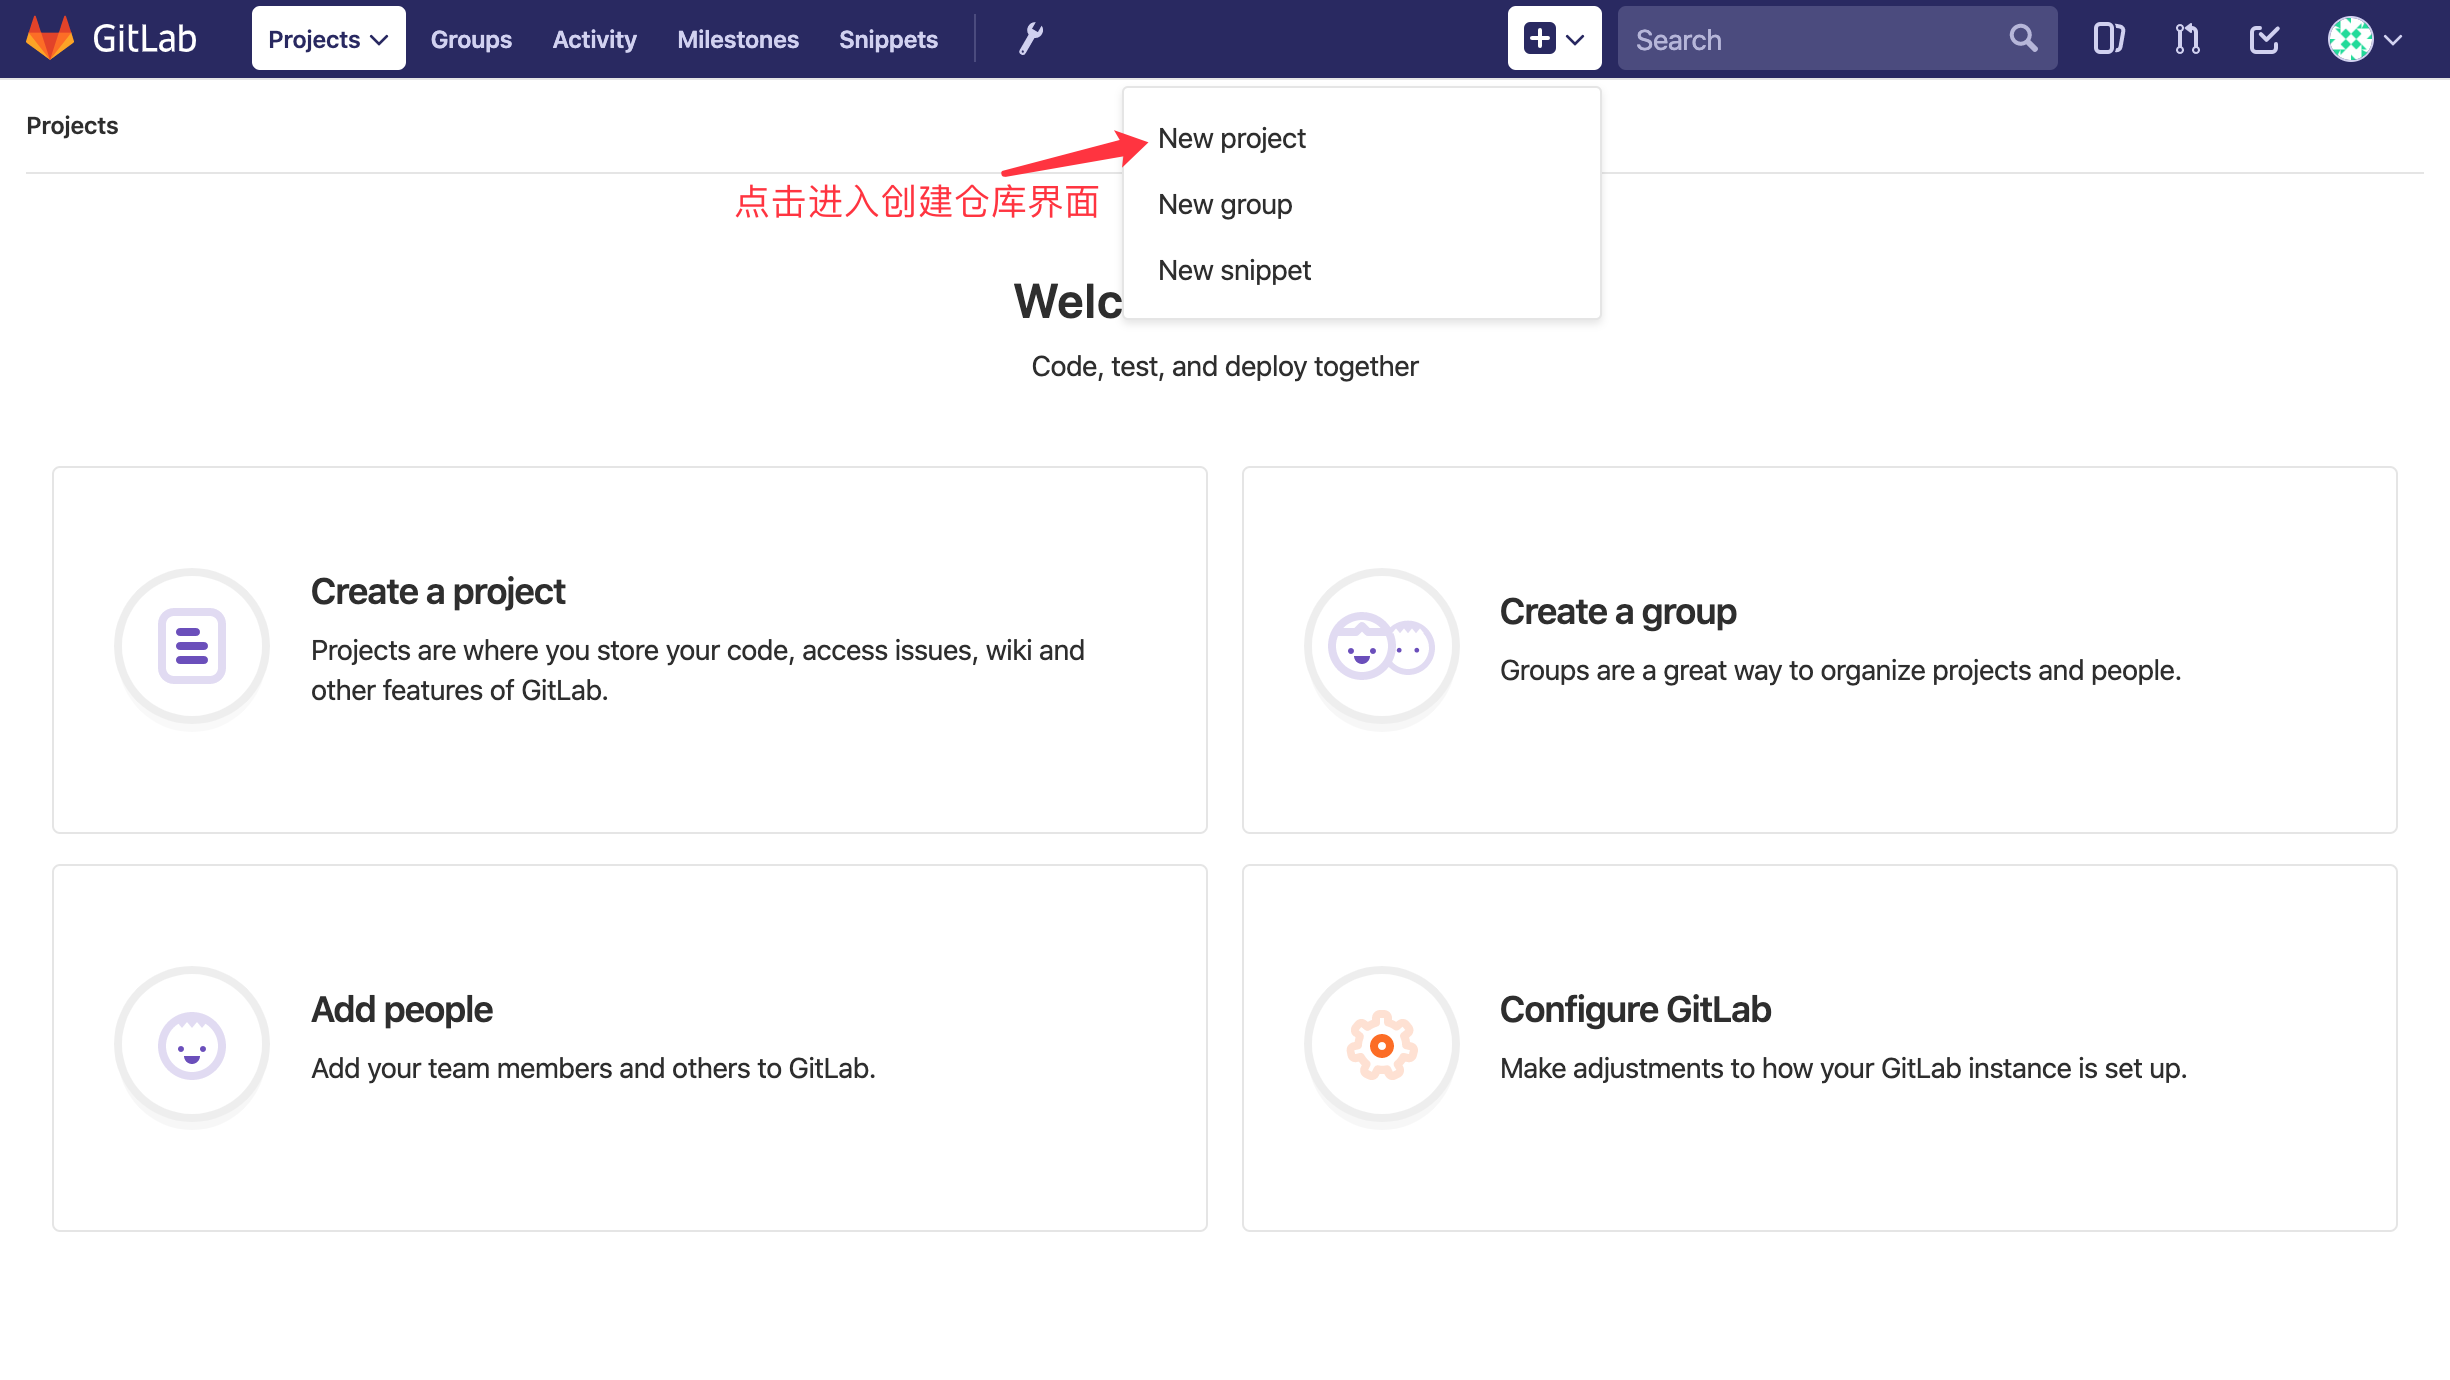 GitLab
Projects Groups Activity Milestones Snippets Search
Projects
New project
点击进入创建仓库界面
New group
New snippet
Welc
Code, test, and deploy together
Create a project
Projects are where you store your code, access issues, wiki and
other features of GitLab.
Create a group
Groups are a great way to organize projects and people.
Add people
Add your team members and others to GitLab.
Configure GitLab
Make adjustments to how your GitLab instance is set up.